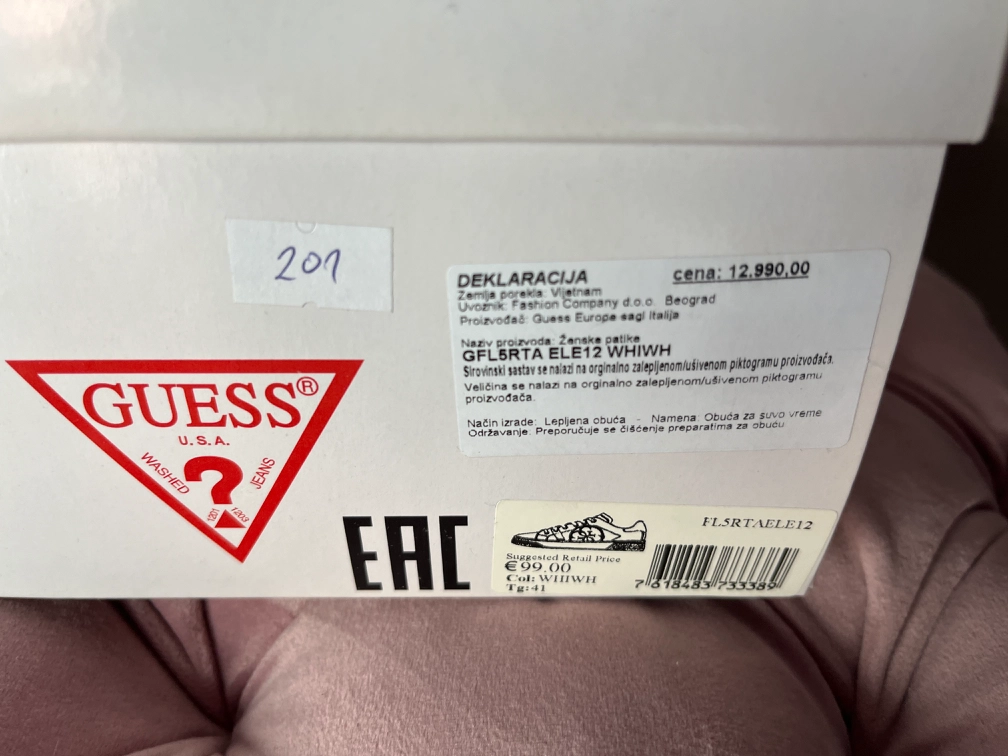 201
DEKLARACIJA cena: 12.990,00
Zemlja porekla: Vijetnam
Uvoznik: Fashion Company d.o.o. Beograd
Proizvođač: Guess Europe sagl Italija
Naziv proizvoda: Ženske patike
GFL5RTA ELE12 WHIWH
Sirovinski sastav se nalazi na orginalno zalepljenom/ušivenom piktogramu proizvođača.
Veličina se nalazi na orginalno zalepljenom/ušivenom piktogramu
proizvođača.
Način izrade: Lepljena obuća - Namena: Obuća za suvo vreme
Održavanje: Preporučuje se čišćenje preparatima za obuću
GUESS®
U.S.A.
WASHED ? JEANS
1201 1203
EAC
FL5RTAELE12
Suggested Retail Price
€99.00
Col: WHIWH
Tg:41
7618483733389